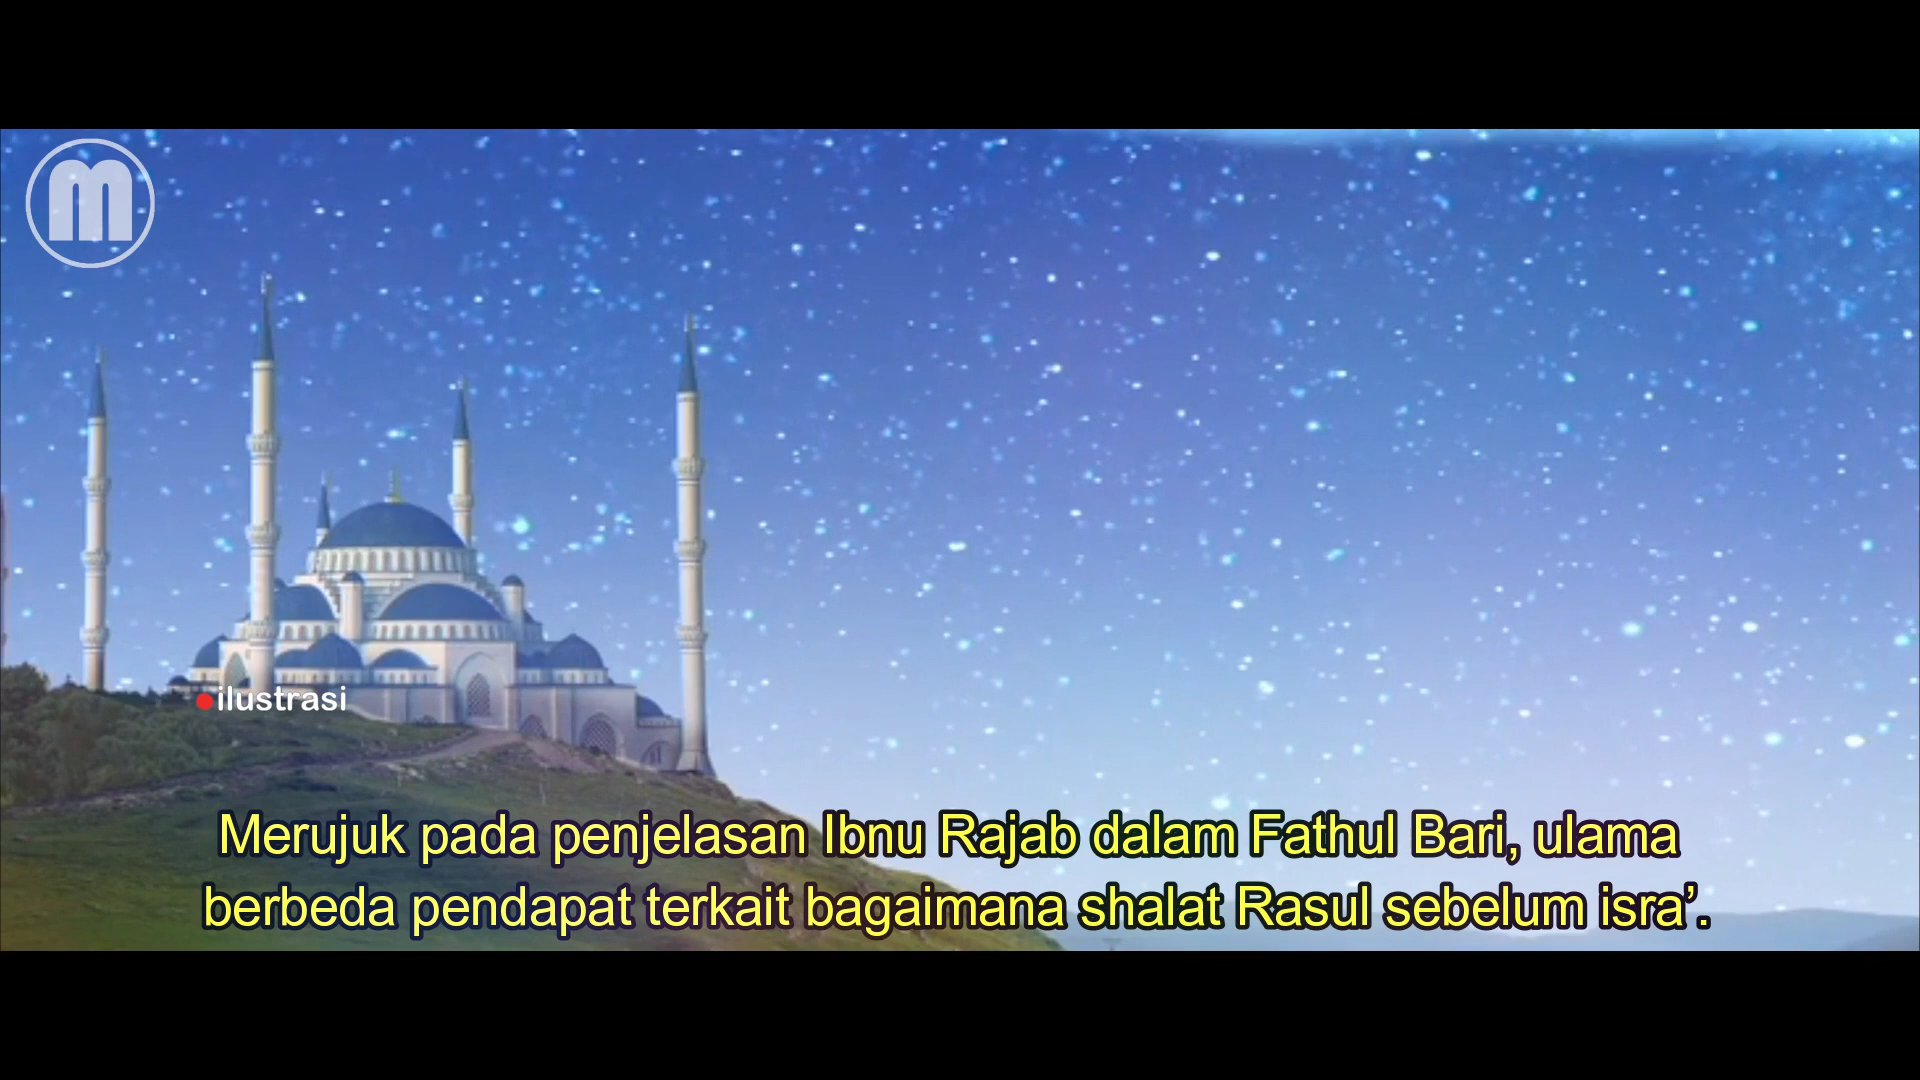 M
ilustrasi
Merujuk pada penjelasan Ibnu Rajab dalam Fathul Bari, ulama
berbeda pendapat terkait bagaimana shalat Rasul sebelum isra’.